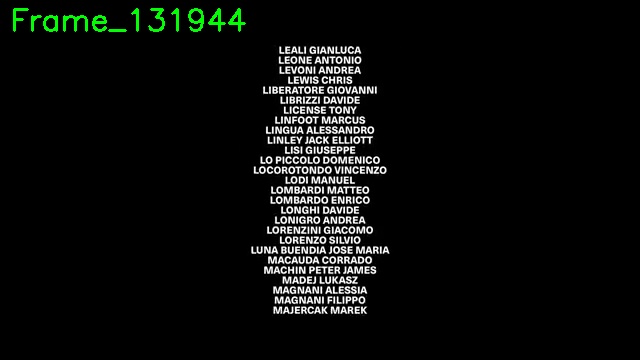 Frame_131944
LEALI GIANLUCA
LEONE ANTONIO
LEVONI ANDREA
LEWIS CHRIS
LIBERATORE GIOVANNI
LIBRIZZI DAVIDE
LICENSE TONY
LINFOOT MARCUS
LINGUA ALESSANDRO
LINLEY JACK ELLIOTT
LISI GIUSEPPE
LO PICCOLO DOMENICO
LOCOROTONDO VINCENZO
LODI MANUEL
LOMBARDI MATTEO
LOMBARDO ENRICO
LONGHI DAVIDE
LONIGRO ANDREA
LORENZINI GIACOMO
LORENZO SILVIO
LUNA BUENDIA JOSE MARIA
MACAUDA CORRADO
MACHIN PETER JAMES
MADEJ LUKASZ
MAGNANI ALESSIA
MAGNANI FILIPPO
MAJERCAK MAREK